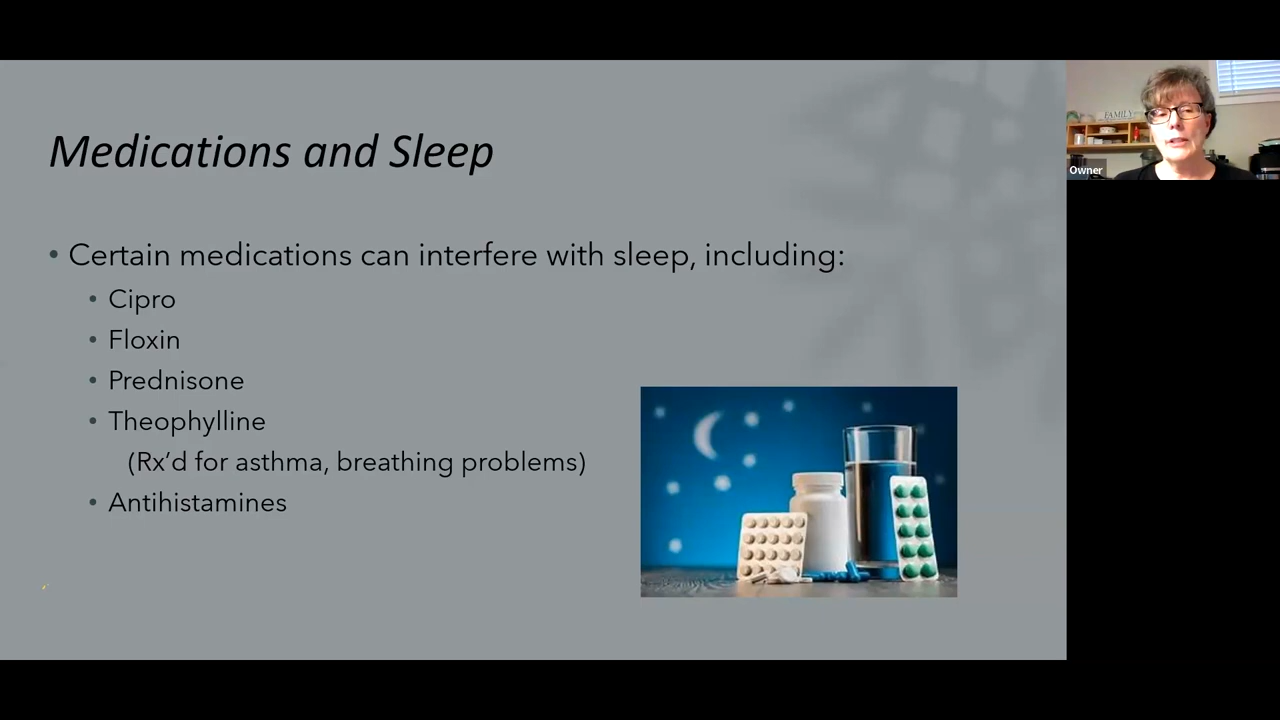 Medications and Sleep
• Certain medications can interfere with sleep, including:
• Cipro
• Floxin
• Prednisone
• Theophylline
(Rx’d for asthma, breathing problems)
• Antihistamines
FAMILY
Owner